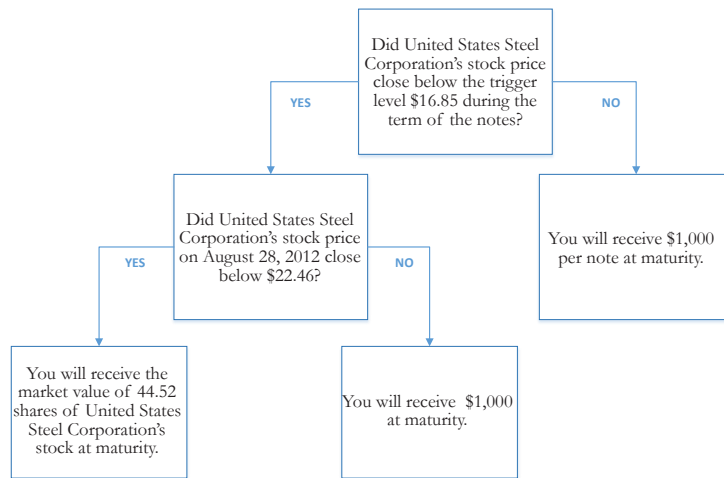 Did United States Steel
Corporation's stock price
close below the trigger
level $16.85 during the
term of the notes?
YES
NO
Did United States Steel
Corporation's stock price
on August 28, 2012 close
below $22.46?
You will receive $1,000
per note at maturity.
YES
NO
You will receive the
market value of 44.52
shares of United States
Steel Corporation's
stock at maturity.
You will receive $1,000
at maturity.